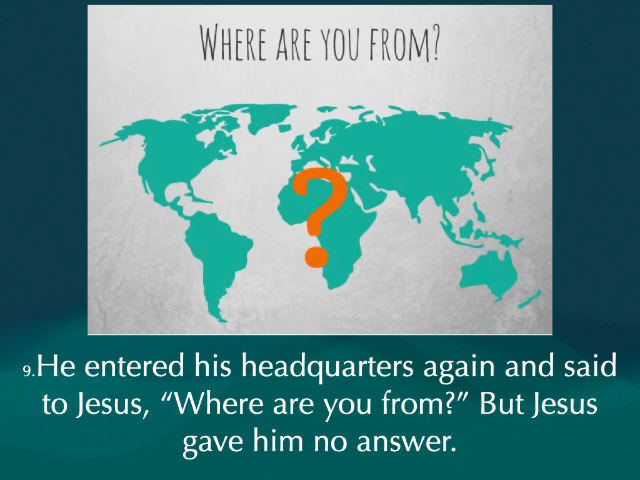 WHERE ARE YOU FROM?
?
9.He entered his headquarters again and said
to Jesus, “Where are you from?” But Jesus
gave him no answer.